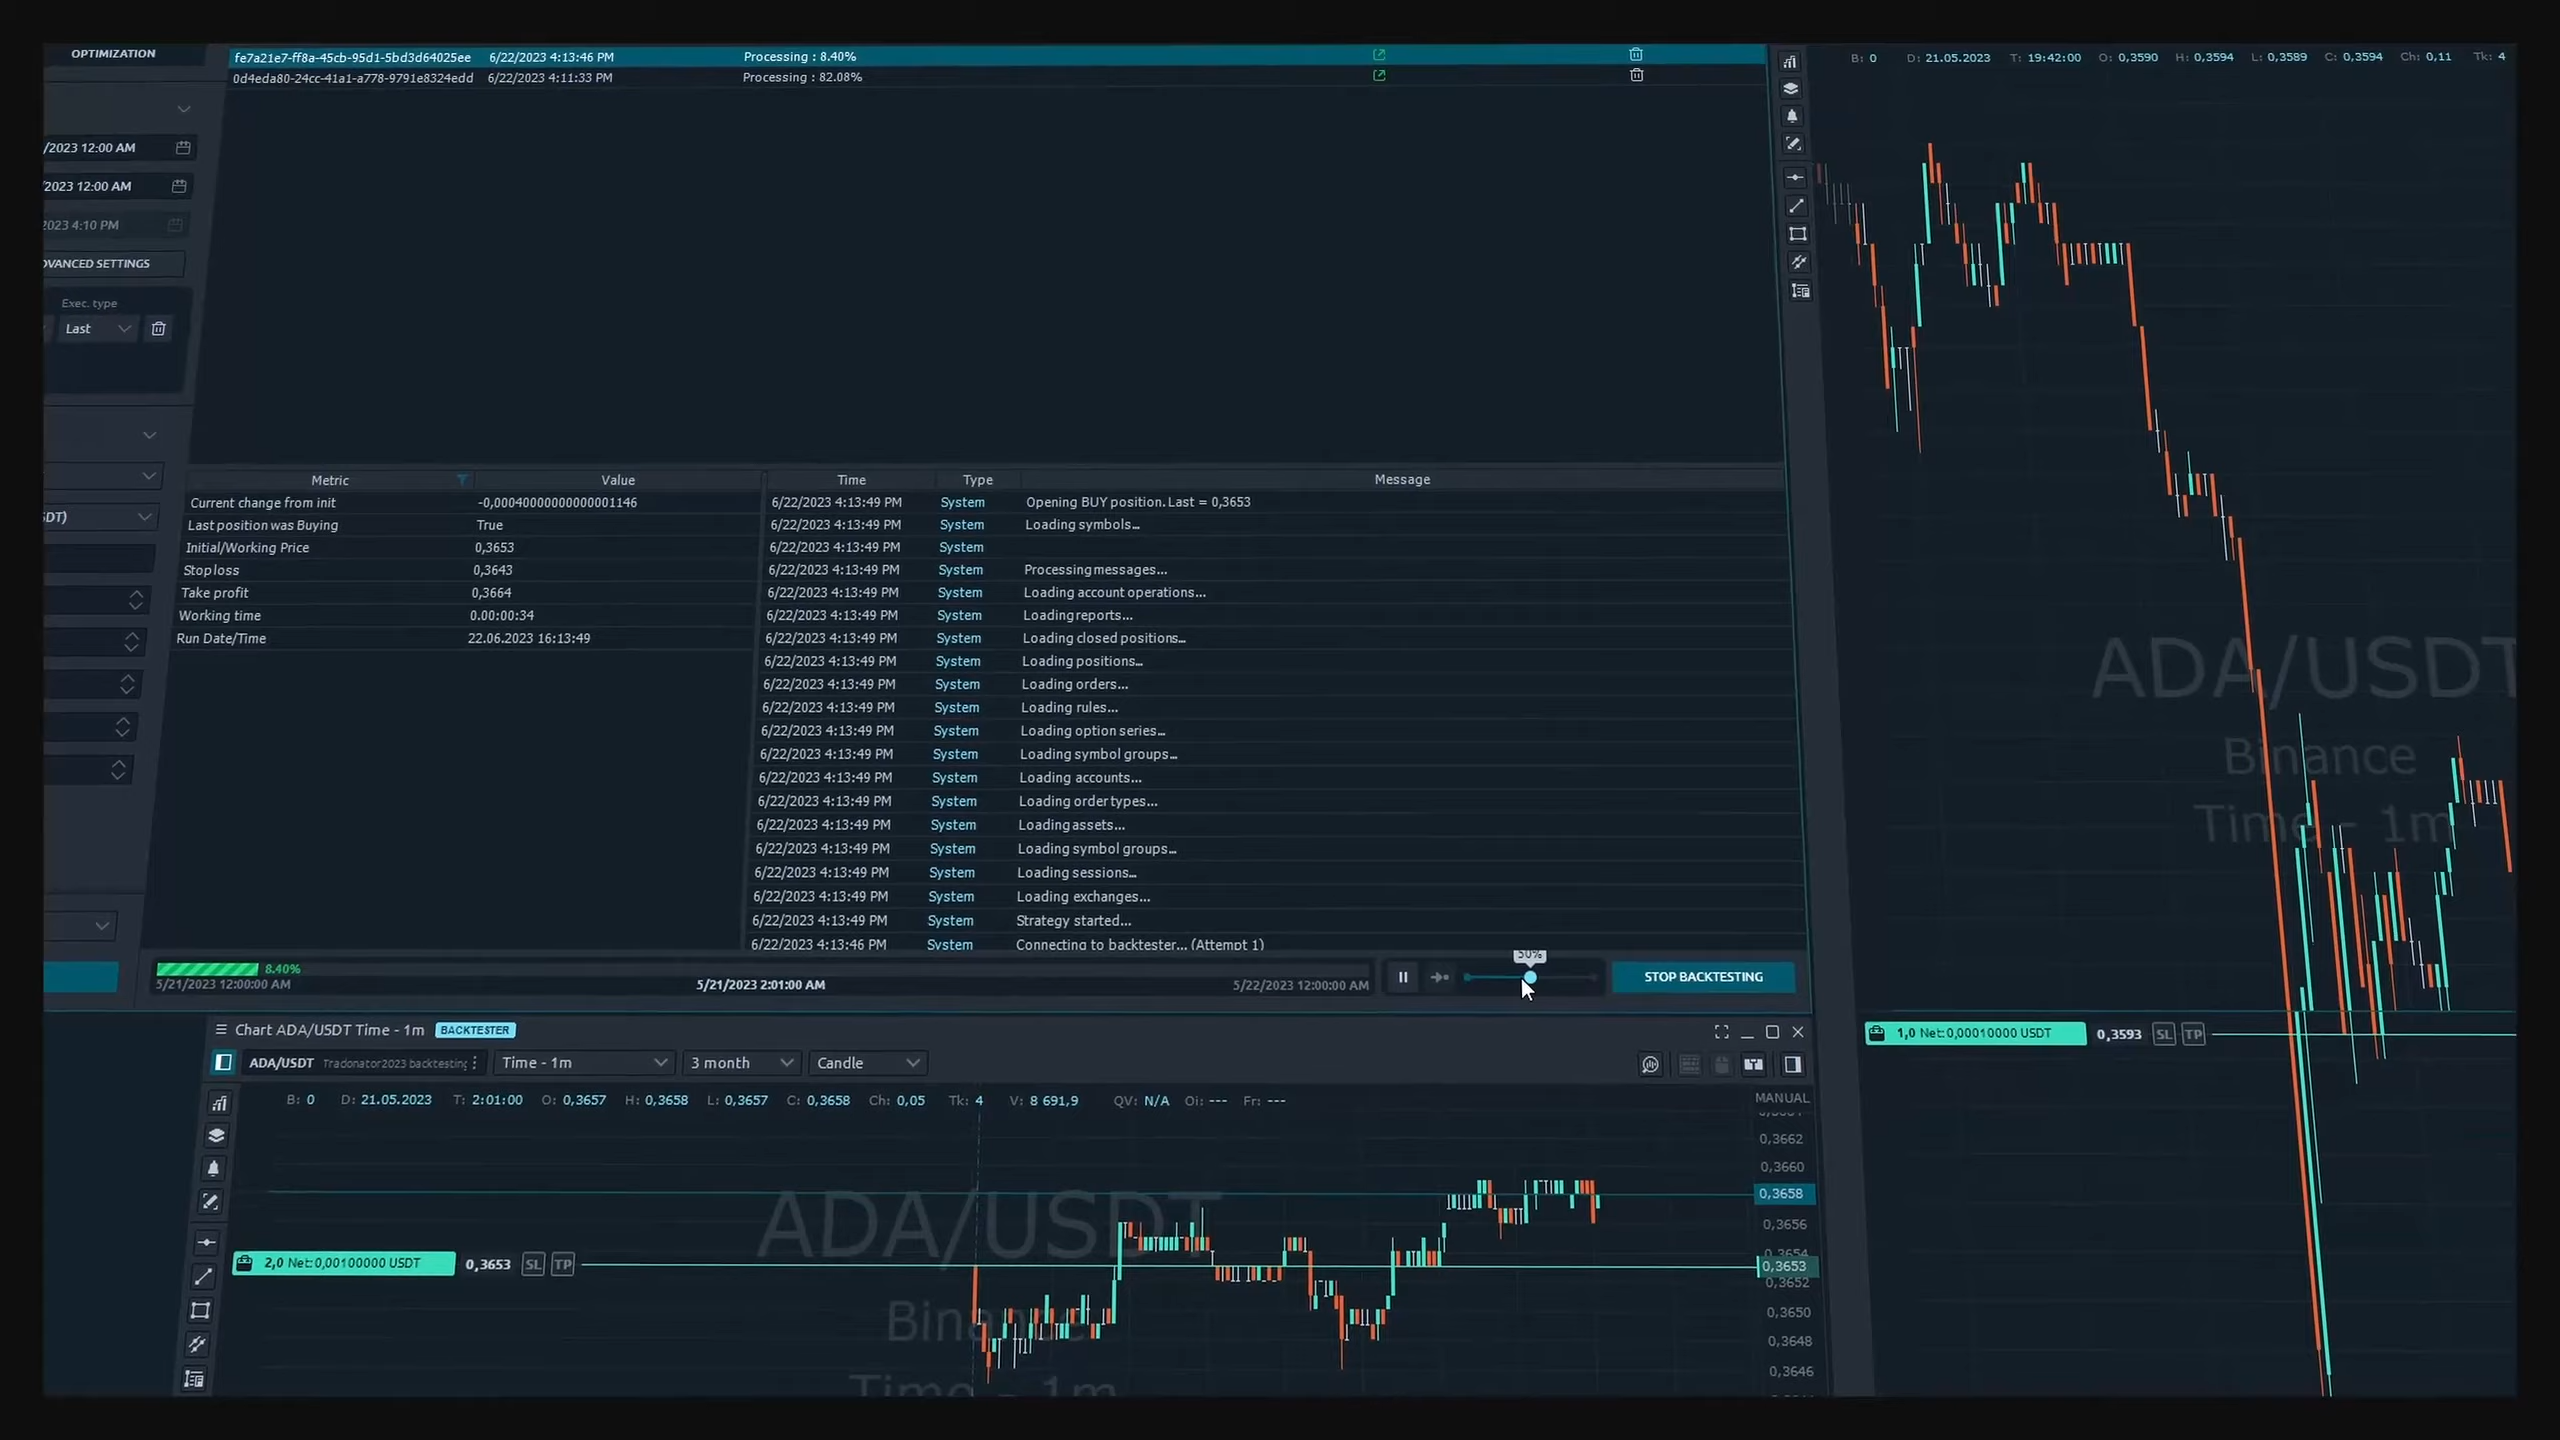 OPTIMIZATION
fe7a21e7-ff8a-45cb-95d1-5bd3d64025ee 6/22/2023 4:13:46 PM Processing : 8.40%
0d4eda80-24cc-41a1-a778-9791e8324edd 6/22/2023 4:11:33 PM Processing : 82.08%
/2023 12:00 AM
/2023 12:00 AM
2023 4:10 PM
DVANCED SETTINGS
Exec. type
Last
SDT)
Metric Value
Current change from init -0,00040000000000001146
Last position was Buying True
Initial/Working Price 0,3653
Stop loss 0,3643
Take profit 0,3664
Working time 0.00:00:34
Run Date/Time 22.06.2023 16:13:49
Time Type Message
6/22/2023 4:13:49 PM System Opening BUY position. Last = 0,3653
6/22/2023 4:13:49 PM System Loading symbols...
6/22/2023 4:13:49 PM System
6/22/2023 4:13:49 PM System Processing messages...
6/22/2023 4:13:49 PM System Loading account operations...
6/22/2023 4:13:49 PM System Loading reports...
6/22/2023 4:13:49 PM System Loading closed positions...
6/22/2023 4:13:49 PM System Loading positions...
6/22/2023 4:13:49 PM System Loading orders...
6/22/2023 4:13:49 PM System Loading rules...
6/22/2023 4:13:49 PM System Loading option series...
6/22/2023 4:13:49 PM System Loading symbol groups...
6/22/2023 4:13:49 PM System Loading accounts...
6/22/2023 4:13:49 PM System Loading order types...
6/22/2023 4:13:49 PM System Loading assets...
6/22/2023 4:13:49 PM System Loading symbol groups...
6/22/2023 4:13:49 PM System Loading sessions...
6/22/2023 4:13:49 PM System Loading exchanges...
6/22/2023 4:13:49 PM System Strategy started...
6/22/2023 4:13:46 PM System Connecting to backtester... (Attempt 1)
8.40%
5/21/2023 12:00:00 AM 5/21/2023 2:01:00 AM 5/22/2023 12:00:00 AM
50%
STOP BACKTESTING
Chart ADA/USDT Time - 1m BACKTESTER
ADA/USDT Tradonator2023 backtesting Time - 1m 3 month Candle
B: 0 D: 21.05.2023 T: 2:01:00 O: 0,3657 H: 0,3658 L: 0,3657 C: 0,3658 Ch: 0,05 Tk: 4 V: 8 691,9 QV: N/A Oi: --- Fr: ---
MANUAL
0,3662
0,3660
0,3658
0,3656
0,3654
0,3653
0,3652
0,3650
0,3648
0,3646
ADA/USDT
Binance
Time - 1m
2,0 Net:0,00100000 USDT 0,3653 SL TP
B: 0 D: 21.05.2023 T: 19:42:00 O: 0,3590 H: 0,3594 L: 0,3589 C: 0,3594 Ch: 0,11 Tk: 4
ADA/USDT
Binance
Time - 1m
1,0 Net:0,00010000 USDT 0,3593 SL TP